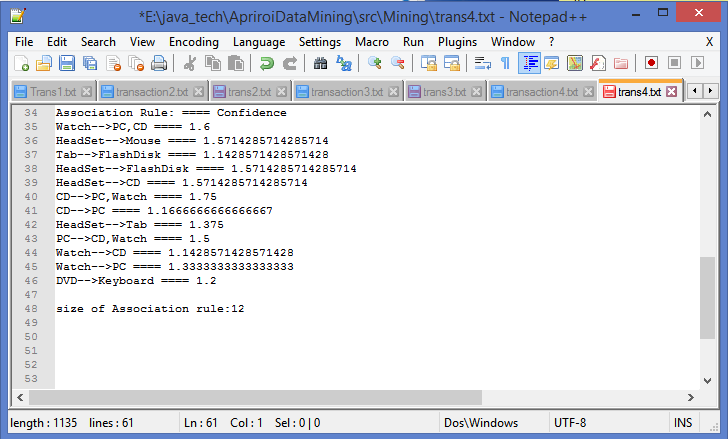 *E:\java_tech\ApriroiDataMining\src\Mining\trans4.txt - Notepad++
File Edit Search View Encoding Language Settings Macro Run Plugins Window ? X
Trans1.txt transaction2.txt trans2.txt transaction3.txt trans3.txt transaction4.txt trans4.txt
34 Association Rule: ==== Confidence
35 Watch-->PC,CD ==== 1.6
36 HeadSet-->Mouse ==== 1.5714285714285714
37 Tab-->FlashDisk ==== 1.1428571428571428
38 HeadSet-->FlashDisk ==== 1.5714285714285714
39 HeadSet-->CD ==== 1.5714285714285714
40 CD-->PC,Watch ==== 1.75
41 CD-->PC ==== 1.1666666666666667
42 HeadSet-->Tab ==== 1.375
43 PC-->CD,Watch ==== 1.5
44 Watch-->CD ==== 1.1428571428571428
45 Watch-->PC ==== 1.3333333333333333
46 DVD-->Keyboard ==== 1.2
47
48 size of Association rule:12
49
50
51
52
53
length : 1135 lines : 61 Ln : 61 Col : 1 Sel : 0 | 0 Dos\Windows UTF-8 INS